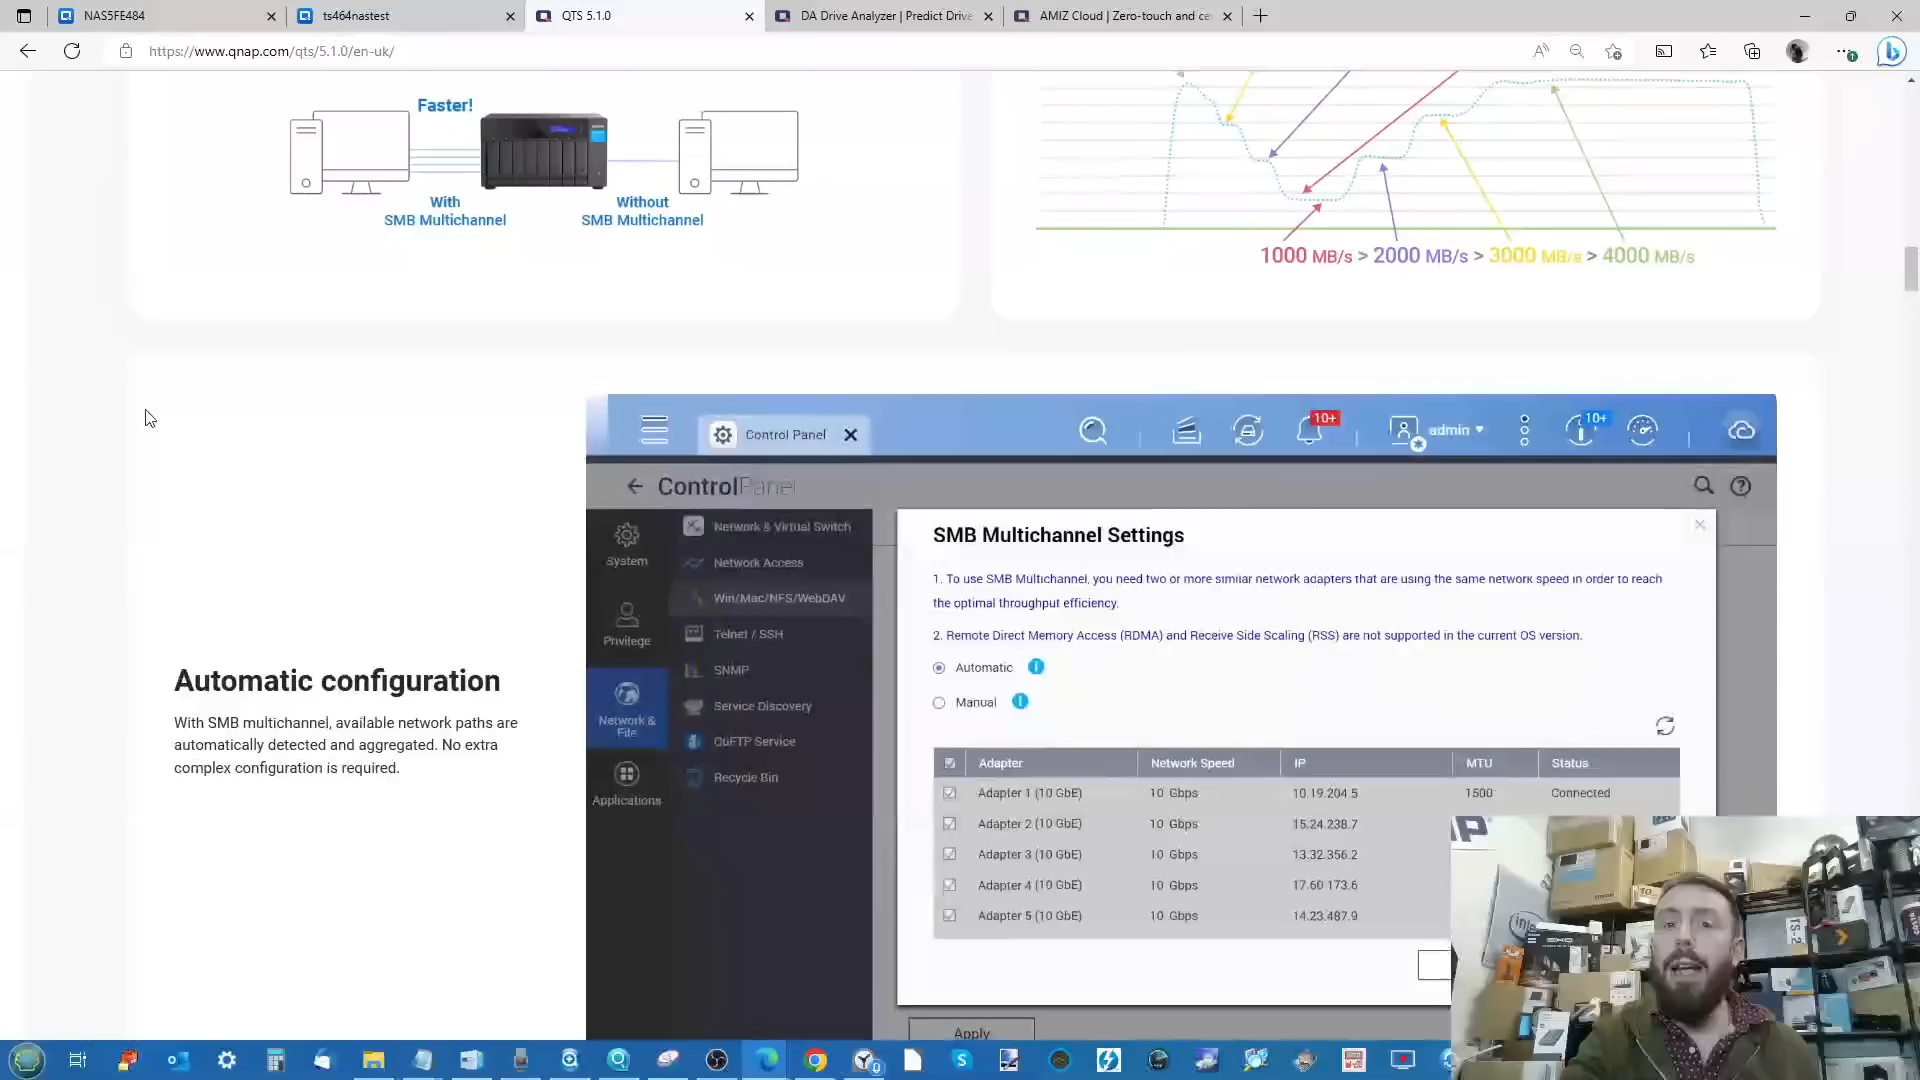 NAS5FE484
ts464nastest
QTS 5.1.0
DA Drive Analyzer | Predict Drive
AMIZ Cloud | Zero-touch and ce
https://www.qnap.com/qts/5.1.0/en-uk/
Faster!
With
SMB Multichannel
Without
SMB Multichannel
1000 MB/s > 2000 MB/s > 3000 MB/s > 4000 MB/s
Control Panel
10+
admin
10+
ControlPanel
System
Privilege
Network &
File
Applications
Network & Virtual Switch
Network Access
Win/Mac/NFS/WebDAV
Telnet / SSH
SNMP
Service Discovery
QuFTP Service
Recycle Bin
SMB Multichannel Settings
1. To use SMB Multichannel, you need two or more similar network adapters that are using the same network speed in order to reach
the optimal throughput efficiency.
2. Remote Direct Memory Access (RDMA) and Receive Side Scaling (RSS) are not supported in the current OS version.
Automatic
Manual
Adapter Network Speed IP MTU Status
Adapter 1 (10 GbE) 10 Gbps 10.19.204.5 1500 Connected
Adapter 2 (10 GbE) 10 Gbps 15.24.238.7
Adapter 3 (10 GbE) 10 Gbps 13.32.356.2
Adapter 4 (10 GbE) 10 Gbps 17.60 173.6
Adapter 5 (10 GbE) 10 Gbps 14.23.487.9
Apply
Automatic configuration
With SMB multichannel, available network paths are
automatically detected and aggregated. No extra
complex configuration is required.
intel